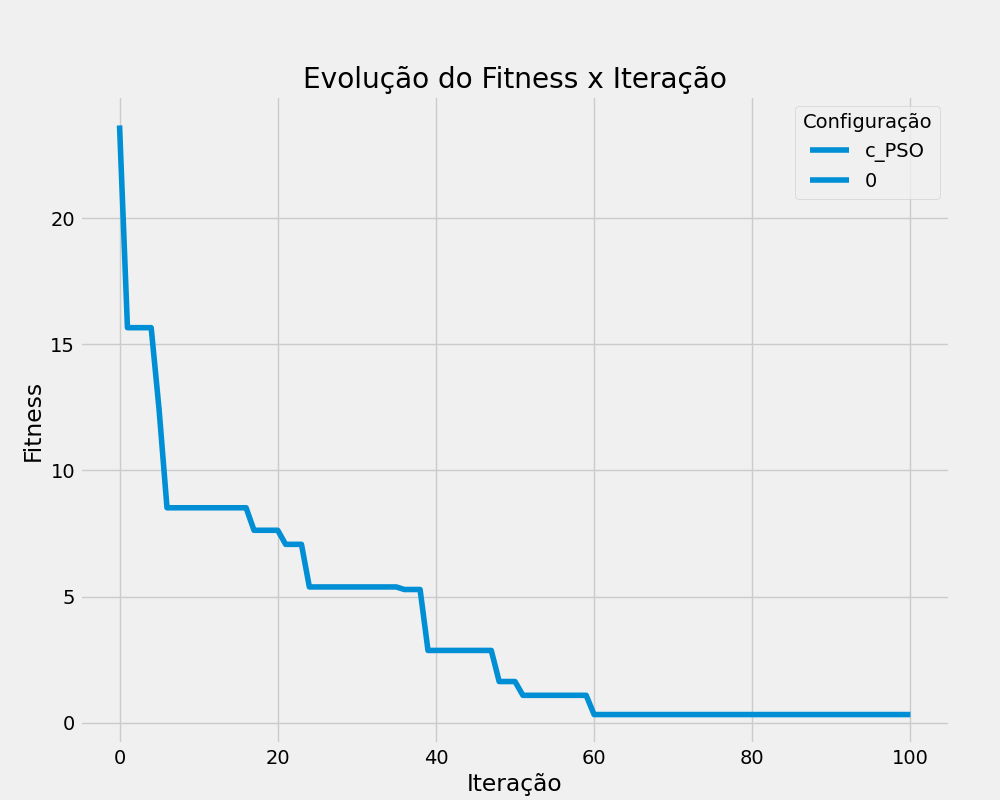 Evolução do Fitness x Iteração
Configuração
c_PSO
0
Fitness
20
15
10
5
0
0 20 40 60 80 100
Iteração